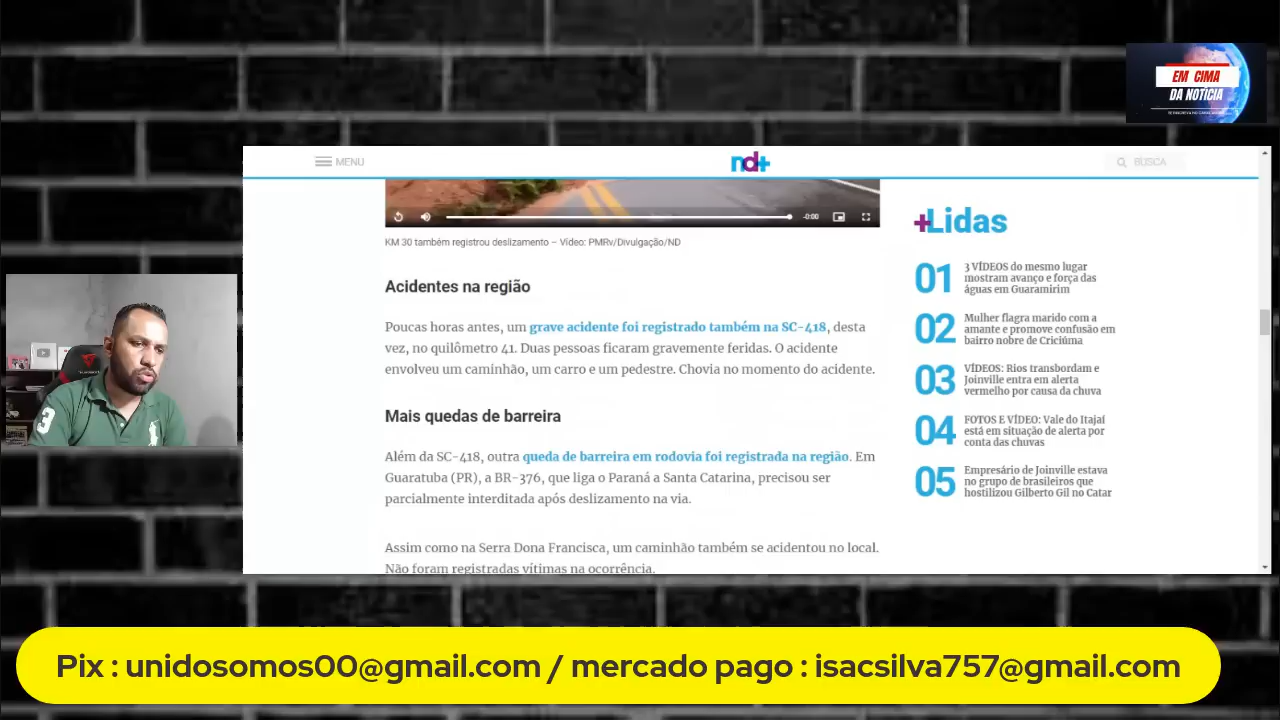 EM CIMA
DA NOTÍCIA
MENU
nd+
BUSCA
-0:00
KM 30 também registrou deslizamento – Vídeo: PMRv/Divulgação/ND
Acidentes na região
Poucas horas antes, um grave acidente foi registrado também na SC-418, desta
vez, no quilômetro 41. Duas pessoas ficaram gravemente feridas. O acidente
envolveu um caminhão, um carro e um pedestre. Chovia no momento do acidente.
Mais quedas de barreira
Além da SC-418, outra queda de barreira em rodovia foi registrada na região. Em
Guaratuba (PR), a BR-376, que liga o Paraná a Santa Catarina, precisou ser
parcialmente interditada após deslizamento na via.
Assim como na Serra Dona Francisca, um caminhão também se acidentou no local.
Não foram registradas vítimas na ocorrência.
+Lidas
01 3 VÍDEOS do mesmo lugar
mostram avanço e força das
águas em Guaramirim
02 Mulher flagra marido com a
amante e promove confusão em
bairro nobre de Criciúma
03 VÍDEOS: Rios transbordam e
Joinville entra em alerta
vermelho por causa da chuva
04 FOTOS E VÍDEO: Vale do Itajaí
está em situação de alerta por
conta das chuvas
05 Empresário de Joinville estava
no grupo de brasileiros que
hostilizou Gilberto Gil no Catar
3
Pix : unidosomos00@gmail.com / mercado pago : isacsilva757@gmail.com